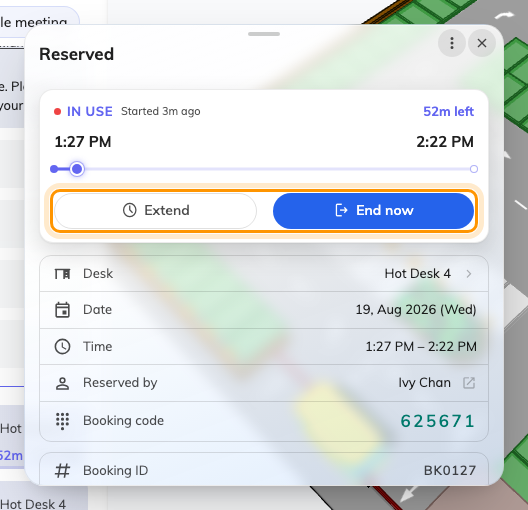 le meeting
Reserved
e. Pl
your
IN USE Started 3m ago 52m left
1:27 PM 2:22 PM
Extend End now
Desk Hot Desk 4
Date 19, Aug 2026 (Wed)
Time 1:27 PM – 2:22 PM
Reserved by Ivy Chan
Hot
Booking code 625671
52m
Booking ID BK0127
Hot Desk 4